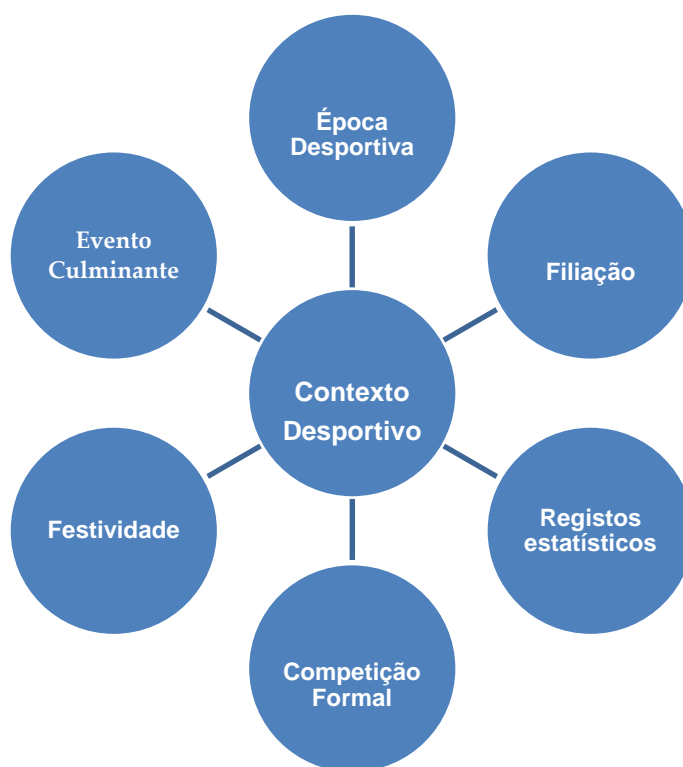 Época
Desportiva
Evento
Culminante
Filiação
Contexto
Desportivo
Festividade
Registos
estatísticos
Competição
Formal